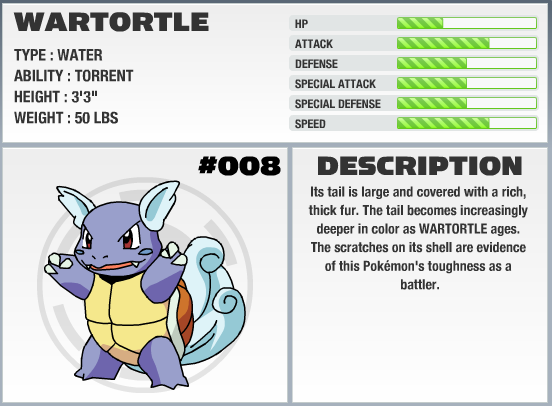 WARTORTLE
TYPE : WATER
ABILITY : TORRENT
HEIGHT : 3'3"
WEIGHT : 50 LBS
HP
ATTACK
DEFENSE
SPECIAL ATTACK
SPECIAL DEFENSE
SPEED
#008
DESCRIPTION
Its tail is large and covered with a rich,
thick fur. The tail becomes increasingly
deeper in color as WARTORTLE ages.
The scratches on its shell are evidence
of this Pokémon's toughness as a
battler.